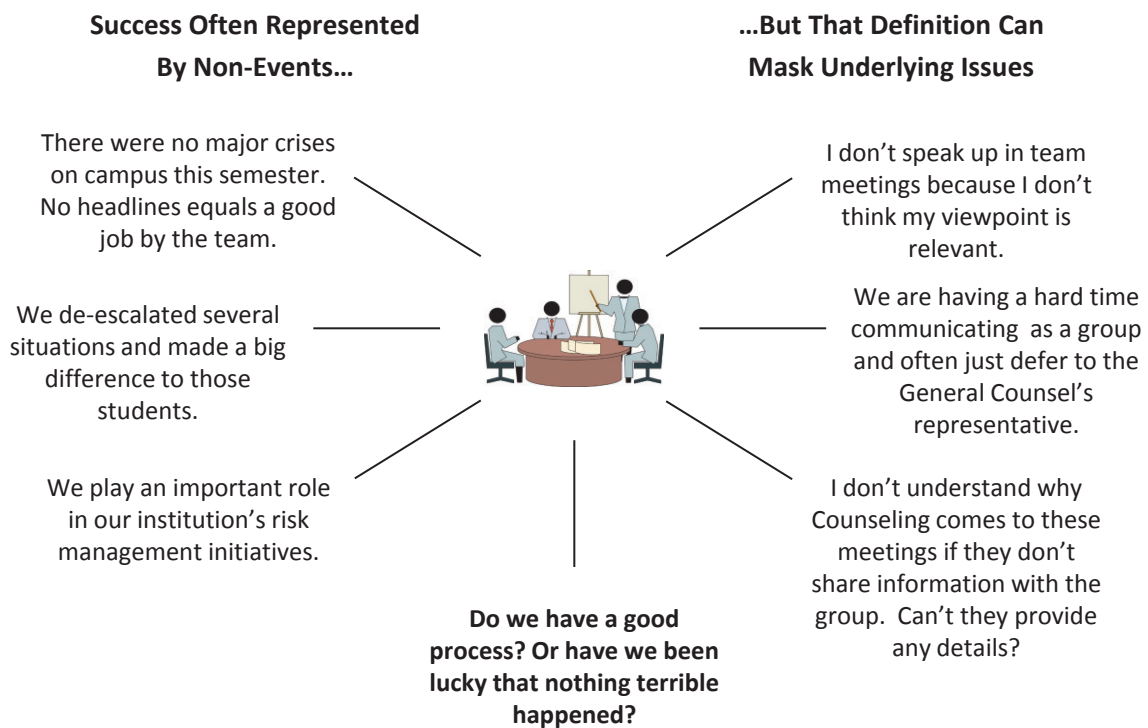 Success Often Represented
By Non-Events…
…But That Definition Can
Mask Underlying Issues
There were no major crises
on campus this semester.
No headlines equals a good
job by the team.
We de-escalated several
situations and made a big
difference to those
students.
We play an important role
in our institution’s risk
management initiatives.
I don’t speak up in team
meetings because I don’t
think my viewpoint is
relevant.
We are having a hard time
communicating  as a group
and often just defer to the
General Counsel’s
representative.
I don’t understand why
Counseling comes to these
meetings if they don’t
share information with the
group.  Can’t they provide
any details?
Do we have a good
process? Or have we been
lucky that nothing terrible
happened?